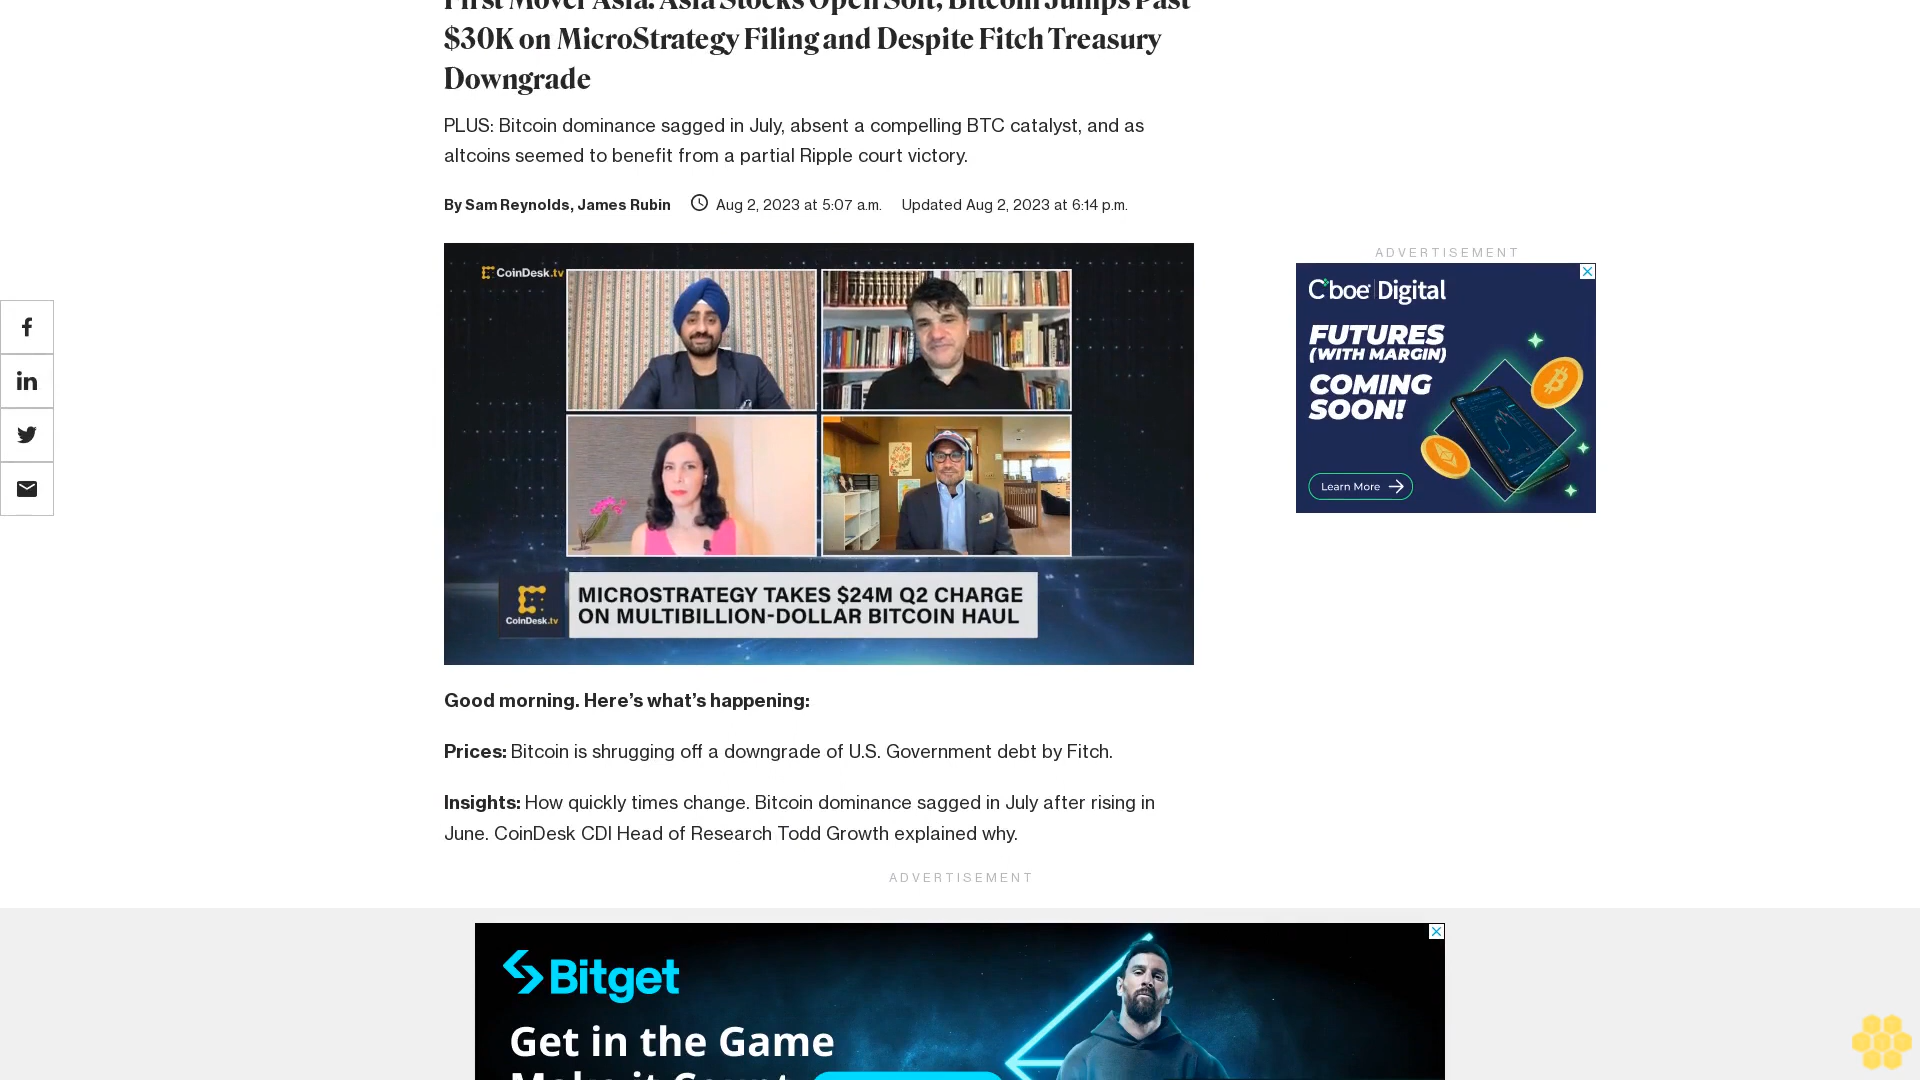 First Mover Asia: Asia Stocks Open Soft, Bitcoin Jumps Past
$30K on MicroStrategy Filing and Despite Fitch Treasury
Downgrade
PLUS: Bitcoin dominance sagged in July, absent a compelling BTC catalyst, and as
altcoins seemed to benefit from a partial Ripple court victory.
By Sam Reynolds, James Rubin
Aug 2, 2023 at 5:07 a.m.
Updated Aug 2, 2023 at 6:14 p.m.
CoinDesk.tv
MICROSTRATEGY TAKES $24M Q2 CHARGE
ON MULTIBILLION-DOLLAR BITCOIN HAUL
CoinDesk.tv
ADVERTISEMENT
Cboe Digital
FUTURES
(WITH MARGIN)
COMING
SOON!
Learn More
Good morning. Here’s what’s happening:
Prices: Bitcoin is shrugging off a downgrade of U.S. Government debt by Fitch.
Insights: How quickly times change. Bitcoin dominance sagged in July after rising in
June. CoinDesk CDI Head of Research Todd Growth explained why.
ADVERTISEMENT
Bitget
Get in the Game